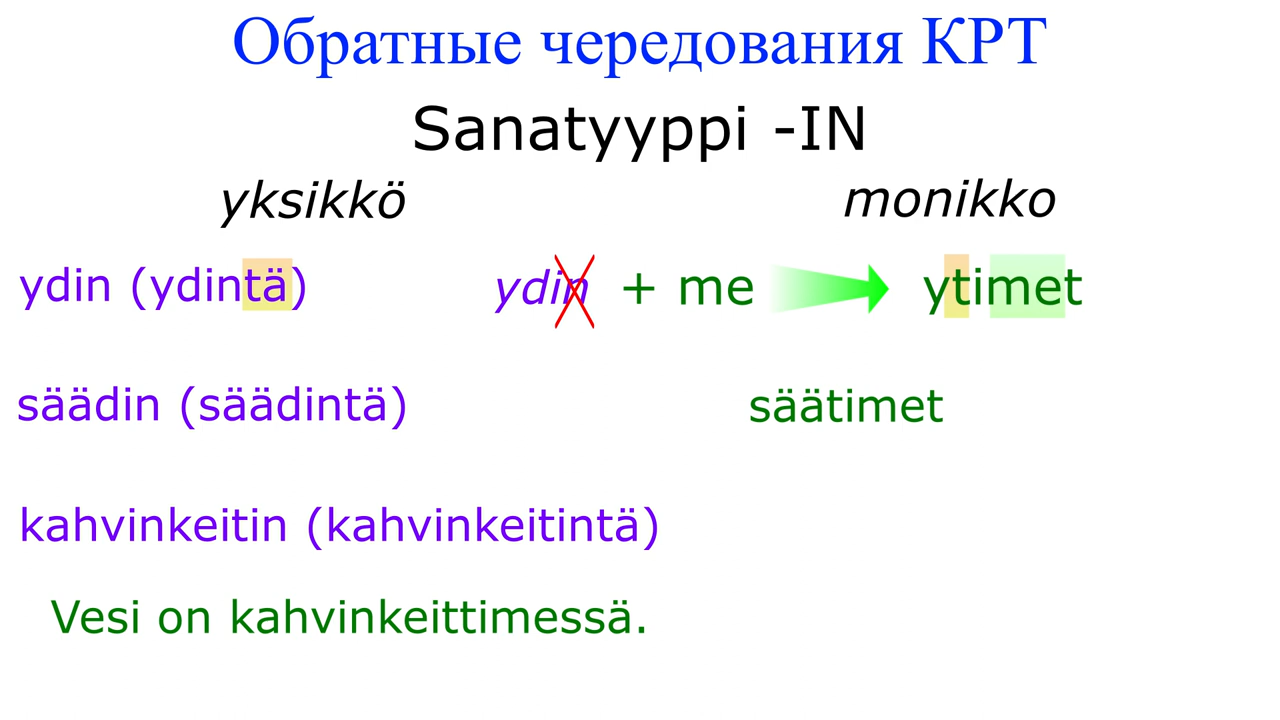 Обратные чередования КРТ
Sanatyyppi -IN
yksikkö monikko
ydin (ydintä) ydin + me ytimet
säädin (säädintä) säätimet
kahvinkeitin (kahvinkeitintä)
Vesi on kahvinkeittimessä.